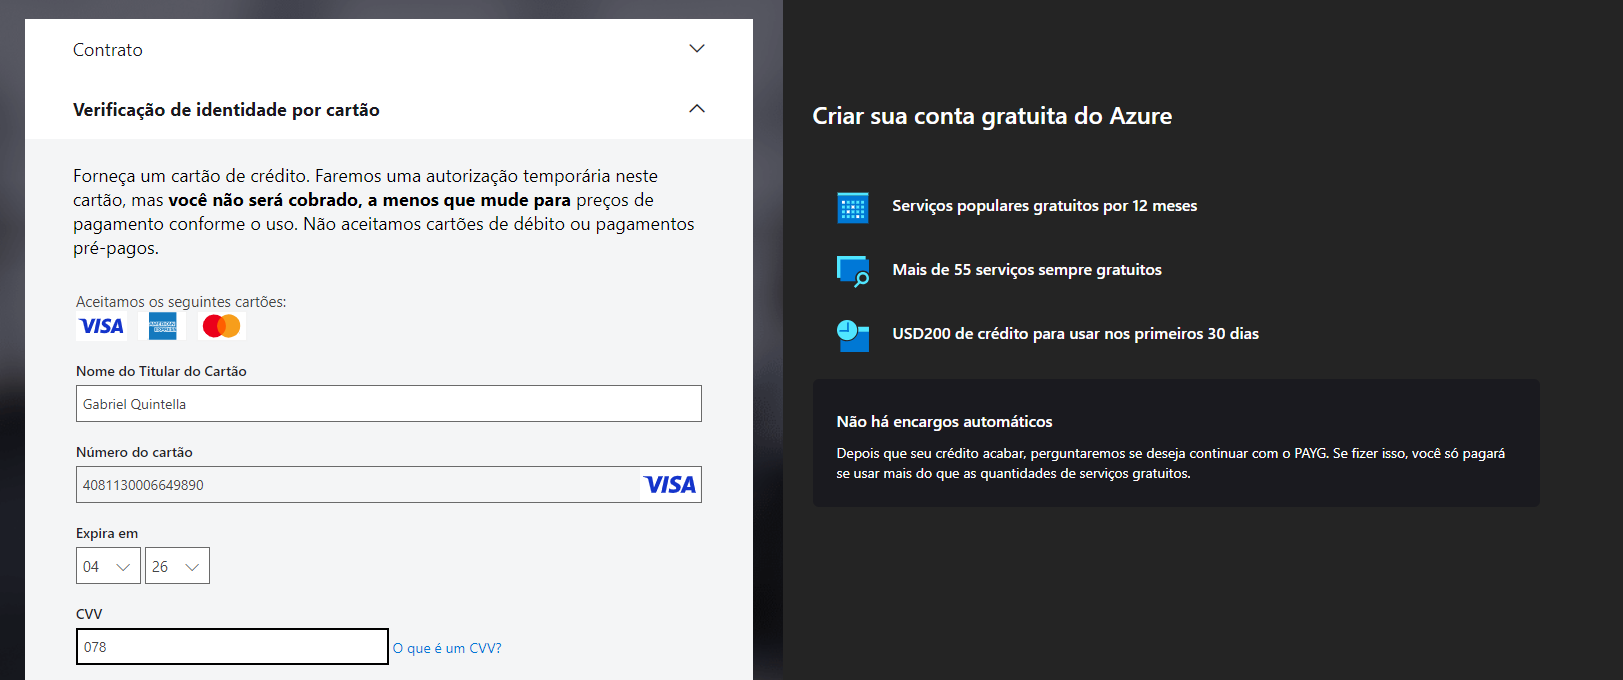 Contrato
Verificação de identidade por cartão
Forneça um cartão de crédito. Faremos uma autorização temporária neste
cartão, mas você não será cobrado, a menos que mude para preços de
pagamento conforme o uso. Não aceitamos cartões de débito ou pagamentos
pré-pagos.
Aceitamos os seguintes cartões:
VISA AMERICAN EXPRESS
Nome do Titular do Cartão
Gabriel Quintella
Número do cartão
4081130006649890 VISA
Expira em
04 26
CVV
078 O que é um CVV?
Criar sua conta gratuita do Azure
Serviços populares gratuitos por 12 meses
Mais de 55 serviços sempre gratuitos
USD200 de crédito para usar nos primeiros 30 dias
Não há encargos automáticos
Depois que seu crédito acabar, perguntaremos se deseja continuar com o PAYG. Se fizer isso, você só pagará
se usar mais do que as quantidades de serviços gratuitos.